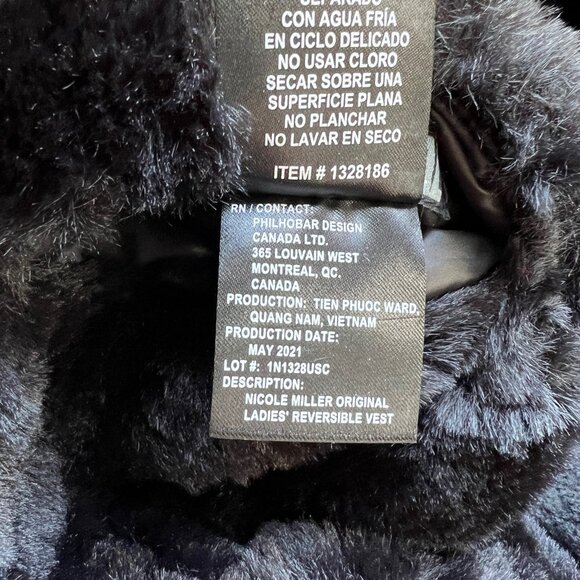 SEPARADO
CON AGUA FRÍA
EN CICLO DELICADO
NO USAR CLORO
SECAR SOBRE UNA
SUPERFICIE PLANA
NO PLANCHAR
NO LAVAR EN SECO
ITEM # 1328186
RN / CONTACT:
PHILHOBAR DESIGN
CANADA LTD.
365 LOUVAIN WEST
MONTREAL, QC.
CANADA
PRODUCTION: TIEN PHUOC WARD,
QUANG NAM, VIETNAM
PRODUCTION DATE:
MAY 2021
LOT #: 1N1328USC
DESCRIPTION:
NICOLE MILLER ORIGINAL
LADIES' REVERSIBLE VEST